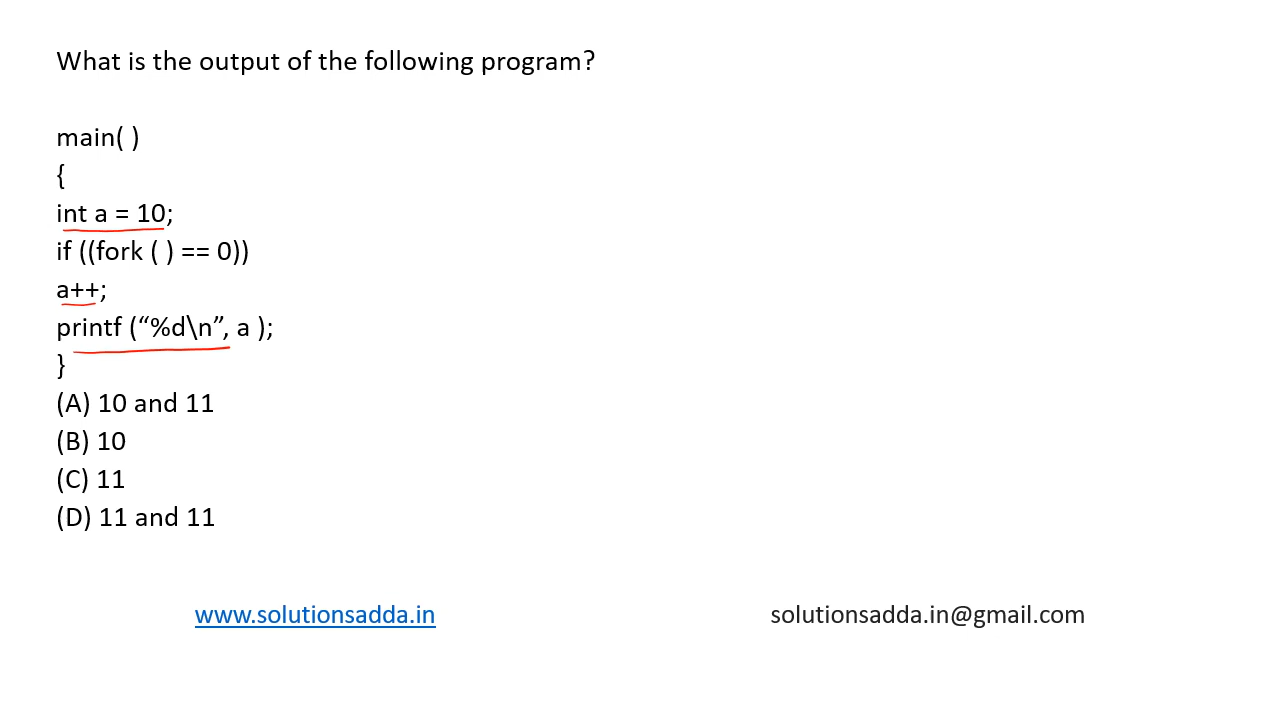 What is the output of the following program?
main( )
{
int a = 10;
if ((fork ( ) == 0))
a++;
printf (“%d\n”, a );
}
(A) 10 and 11
(B) 10
(C) 11
(D) 11 and 11
www.solutionsadda.in
solutionsadda.in@gmail.com